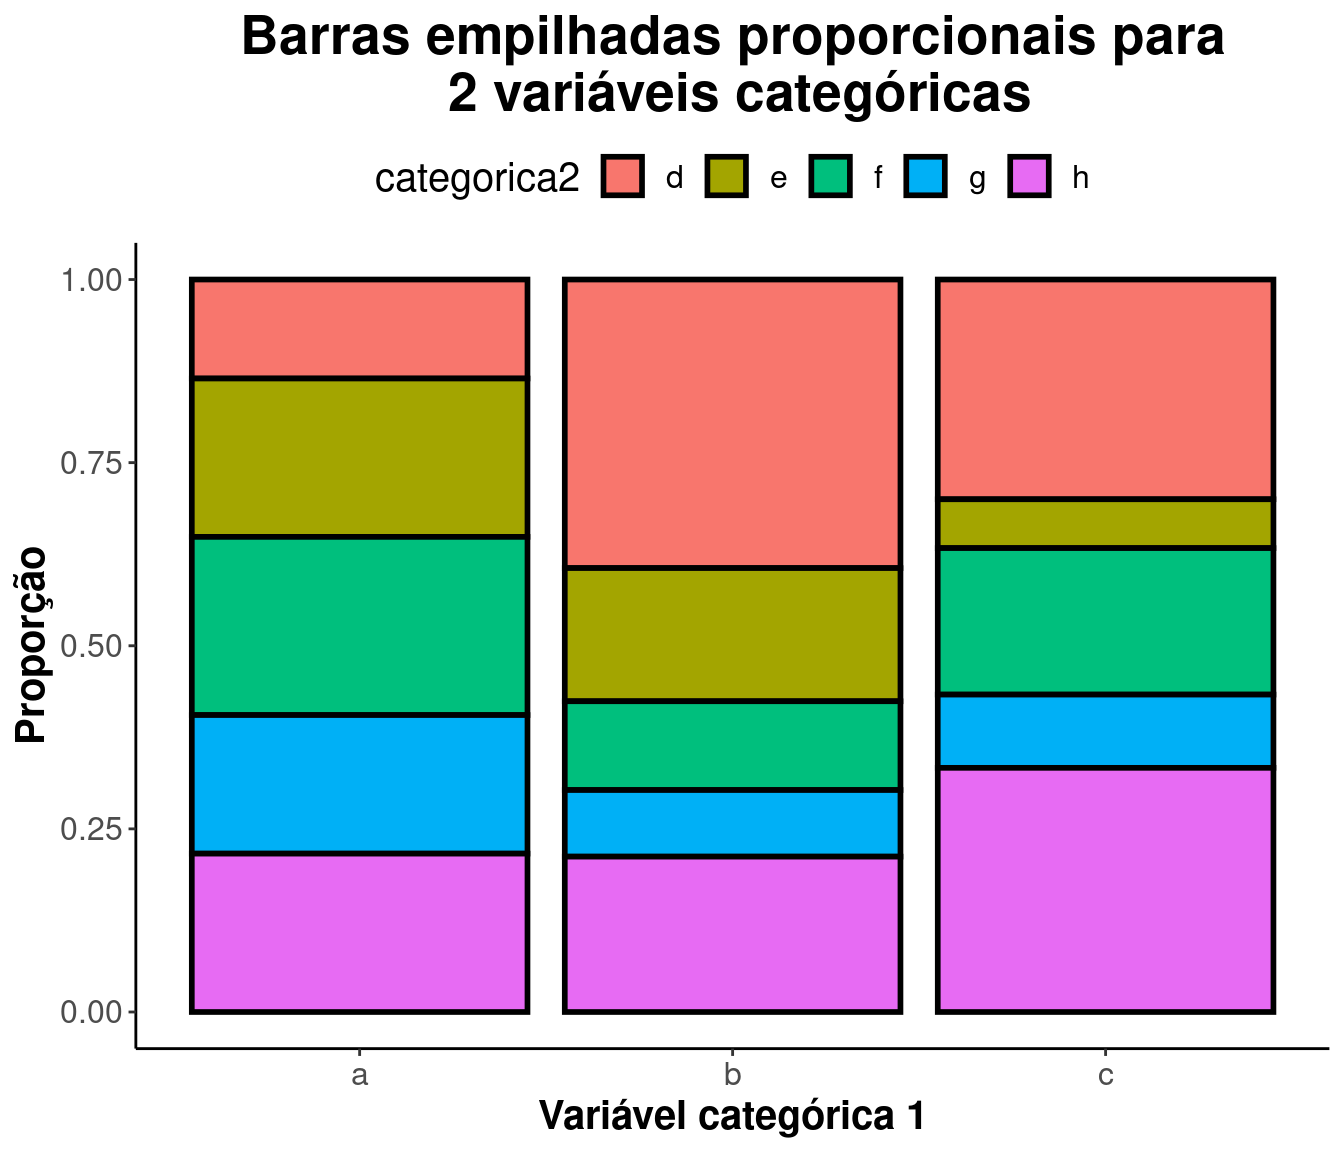 Barras empilhadas proporcionais para
2 variáveis categóricas
categorica2 d e f g h
1.00
0.75
0.50
0.25
0.00
Proporção
a b c
Variável categórica 1